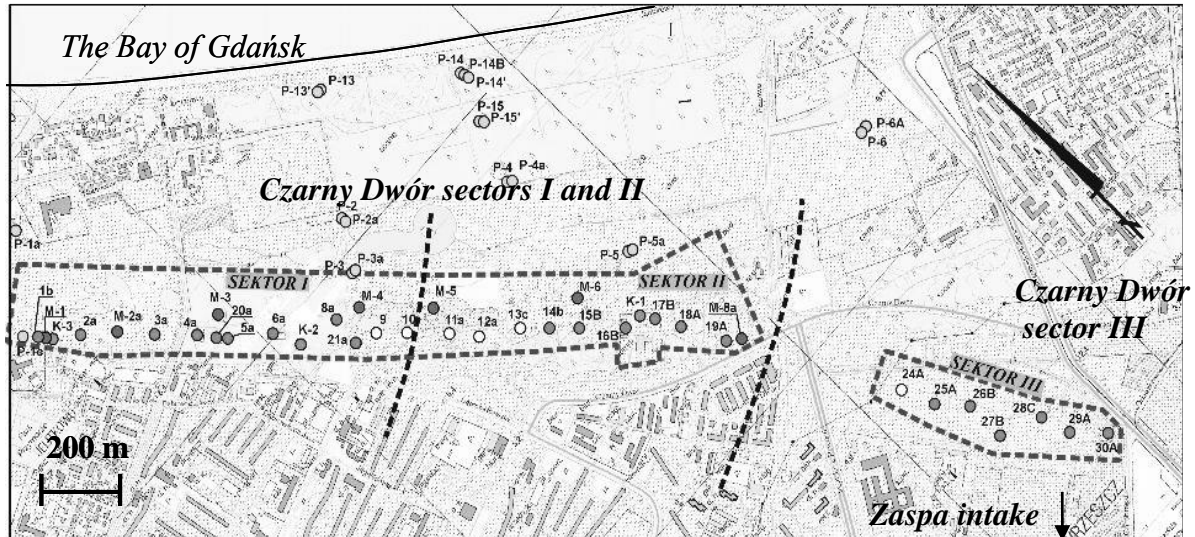 The Bay of Gdańsk
P-14
P-14B
P-14'
P-13
P-13'
P-15
P-15'
P-6A
P-6
P-4
P-4a
Czarny Dwór sectors I and II
P-2
P-2a
P-1a
P-5a
P-5
P-3a
P-3
SEKTOR I
SEKTOR II
Czarny Dwór
sector III
1b
M-1
K-3
2a
M-2a
3a
4a
M-3
20a
5a
6a
K-2
8a
M-4
21a
9
10
M-5
11a
12a
13c
M-6
14b
15B
16B
K-1
17B
18A
19A
M-8a
SEKTOR III
24A
25A
26B
27B
28C
29A
30A
200 m
Zaspa intake